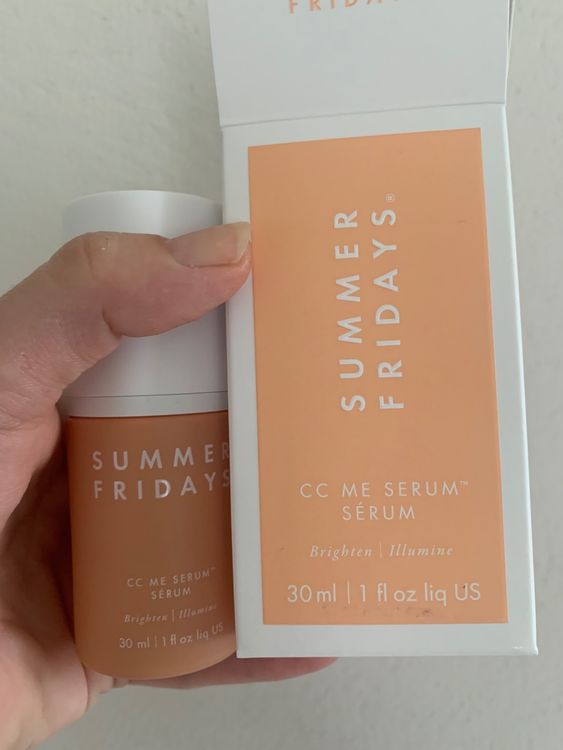 SUMMER
FRIDAYS
CC ME SERUM™
SÉRUM
Brighten | Illumine
30 ml | 1 fl oz liq US
SUMMER
FRIDAYS®
CC ME SERUM™
SÉRUM
Brighten | Illumine
30 ml | 1 fl oz liq US